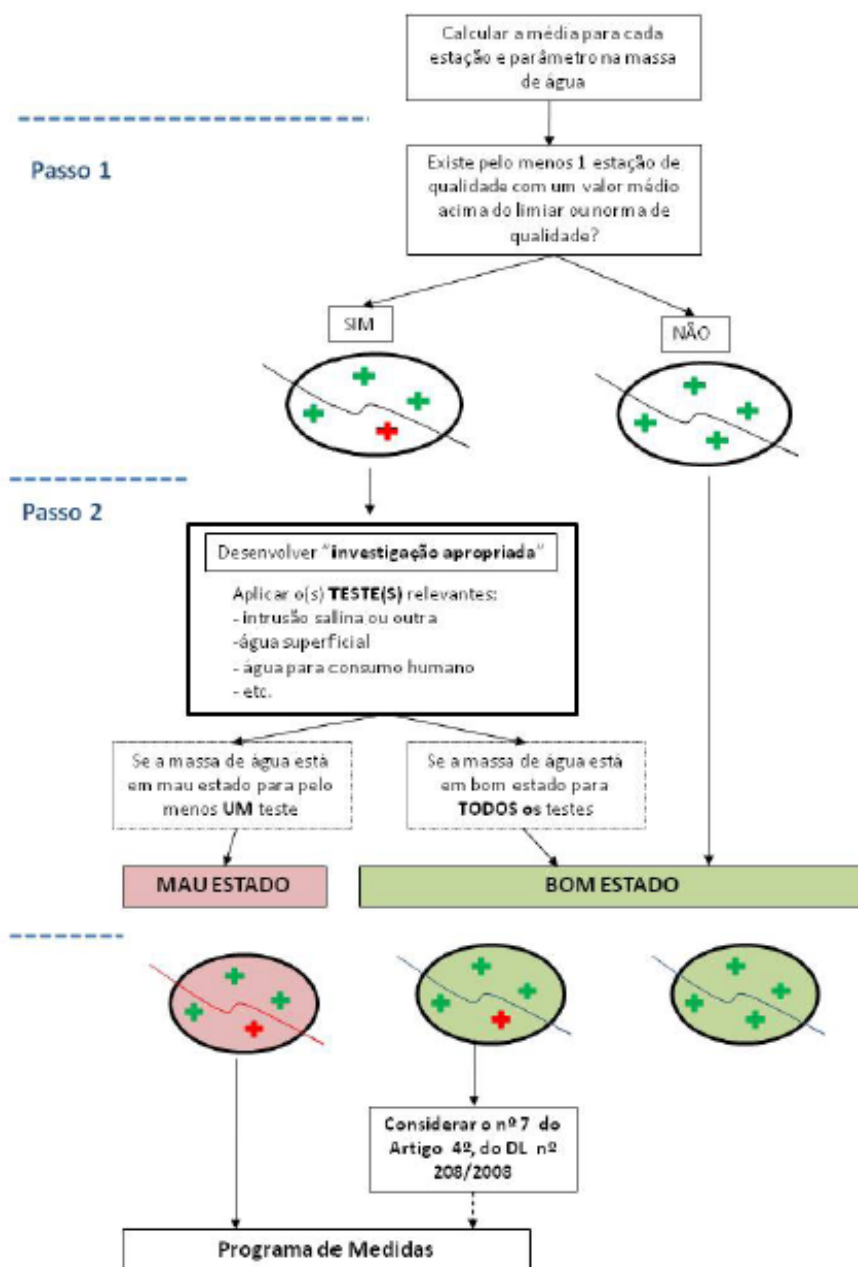 Calcular a média para cada
estação e parâmetro na massa
de água
Passo 1
Existe pelo menos 1 estação de
qualidade com um valor médio
acima do limiar ou norma de
qualidade?
SIM
NÃO
Passo 2
Desenvolver "investigação apropriada"
Aplicar o(s) TESTE(S) relevantes:
- intrusão salina ou outra
-água superficial
- água para consumo humano
- etc.
Se a massa de água está
em mau estado para pelo
menos UM teste
Se a massa de água está
em bom estado para
TODOS os testes
MAU ESTADO
BOM ESTADO
Considerar o nº 7 do
Artigo 4º, do DL nº
208/2008
Programa de Medidas